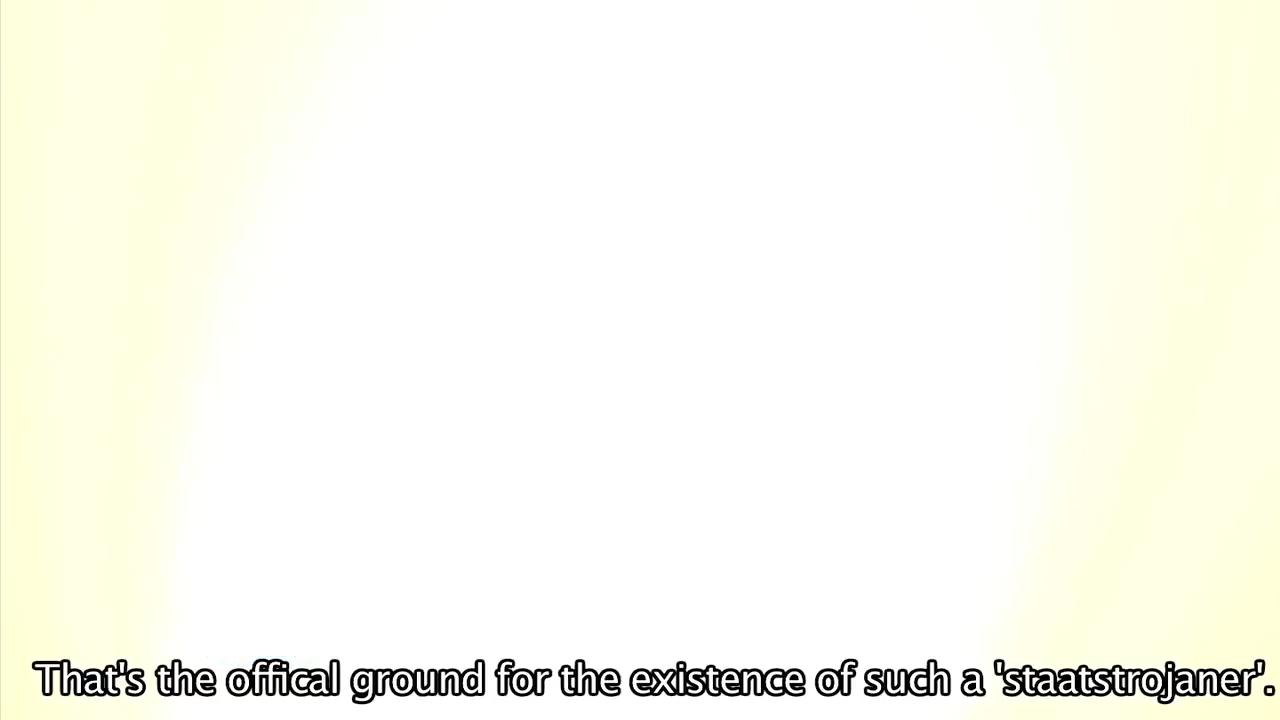 That's the offical ground for the existence of such a 'staatstrojaner'.